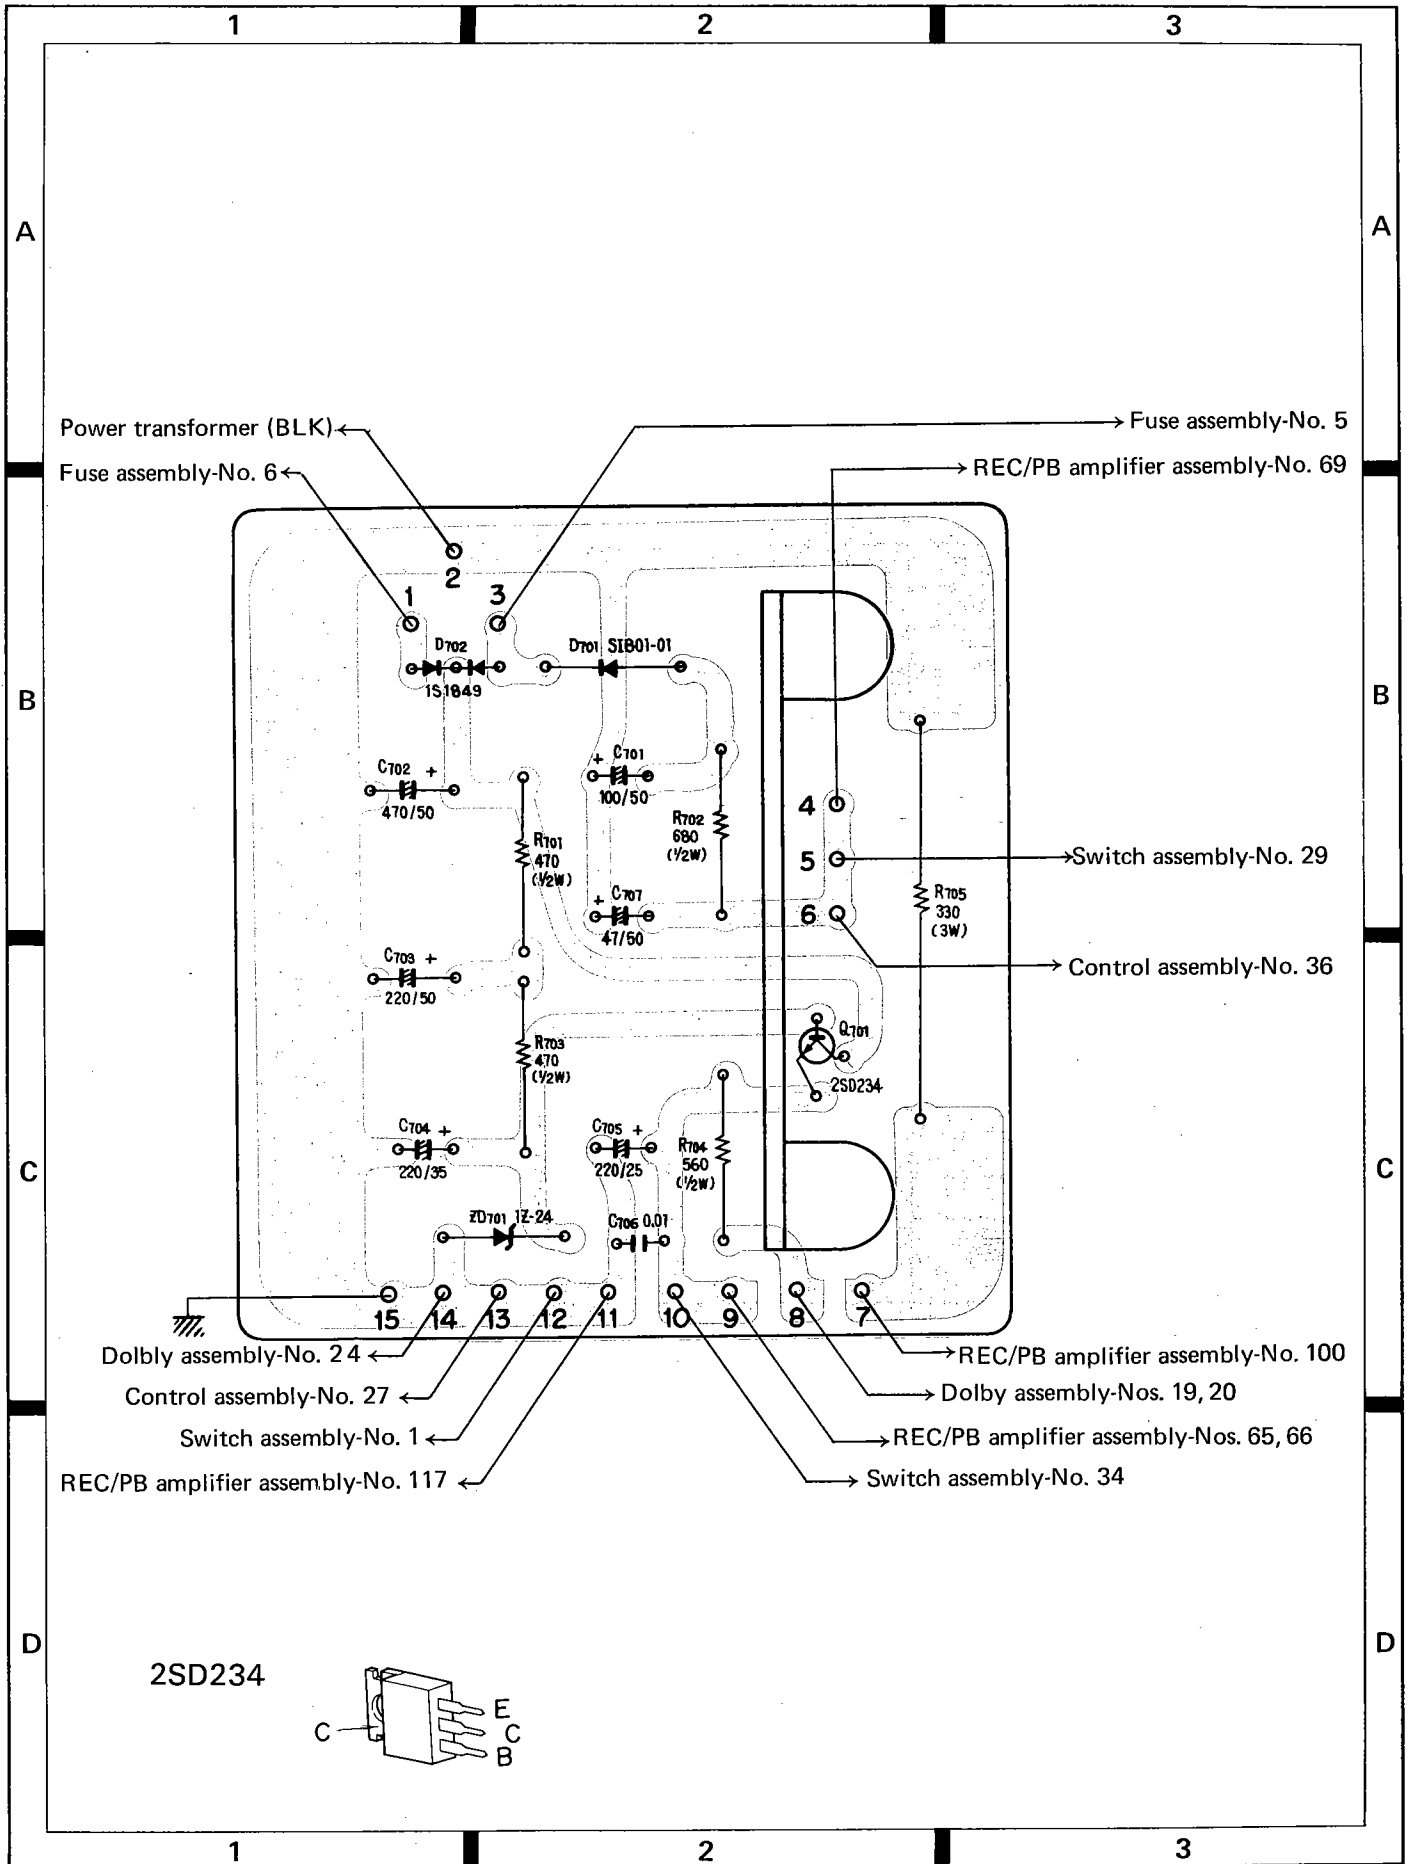 1 2 3
A A
Power transformer (BLK)
Fuse assembly-No. 5
Fuse assembly-No. 6
REC/PB amplifier assembly-No. 69
2
1 3
D702
D701 SIB01-01
1S1849
B B
C702 +
470/50
+ C701
100/50
R702
680
(½W)
4
R701
470
(½W)
5
Switch assembly-No. 29
+ C707
47/50
6
R705
330
(3W)
C703 +
220/50
Control assembly-No. 36
Q701
2SD234
R703
470
(½W)
C704 +
220/35
C705 +
220/25
R704
560
(½W)
C C
ZD701 1Z-24
C706 0.01
15 14 13 12 11 10 9 8 7
Dolbly assembly-No. 24
REC/PB amplifier assembly-No. 100
Control assembly-No. 27
Dolby assembly-Nos. 19, 20
Switch assembly-No. 1
REC/PB amplifier assembly-Nos. 65, 66
REC/PB amplifier assembly-No. 117
Switch assembly-No. 34
D D
2SD234
E
C C
B
1 2 3